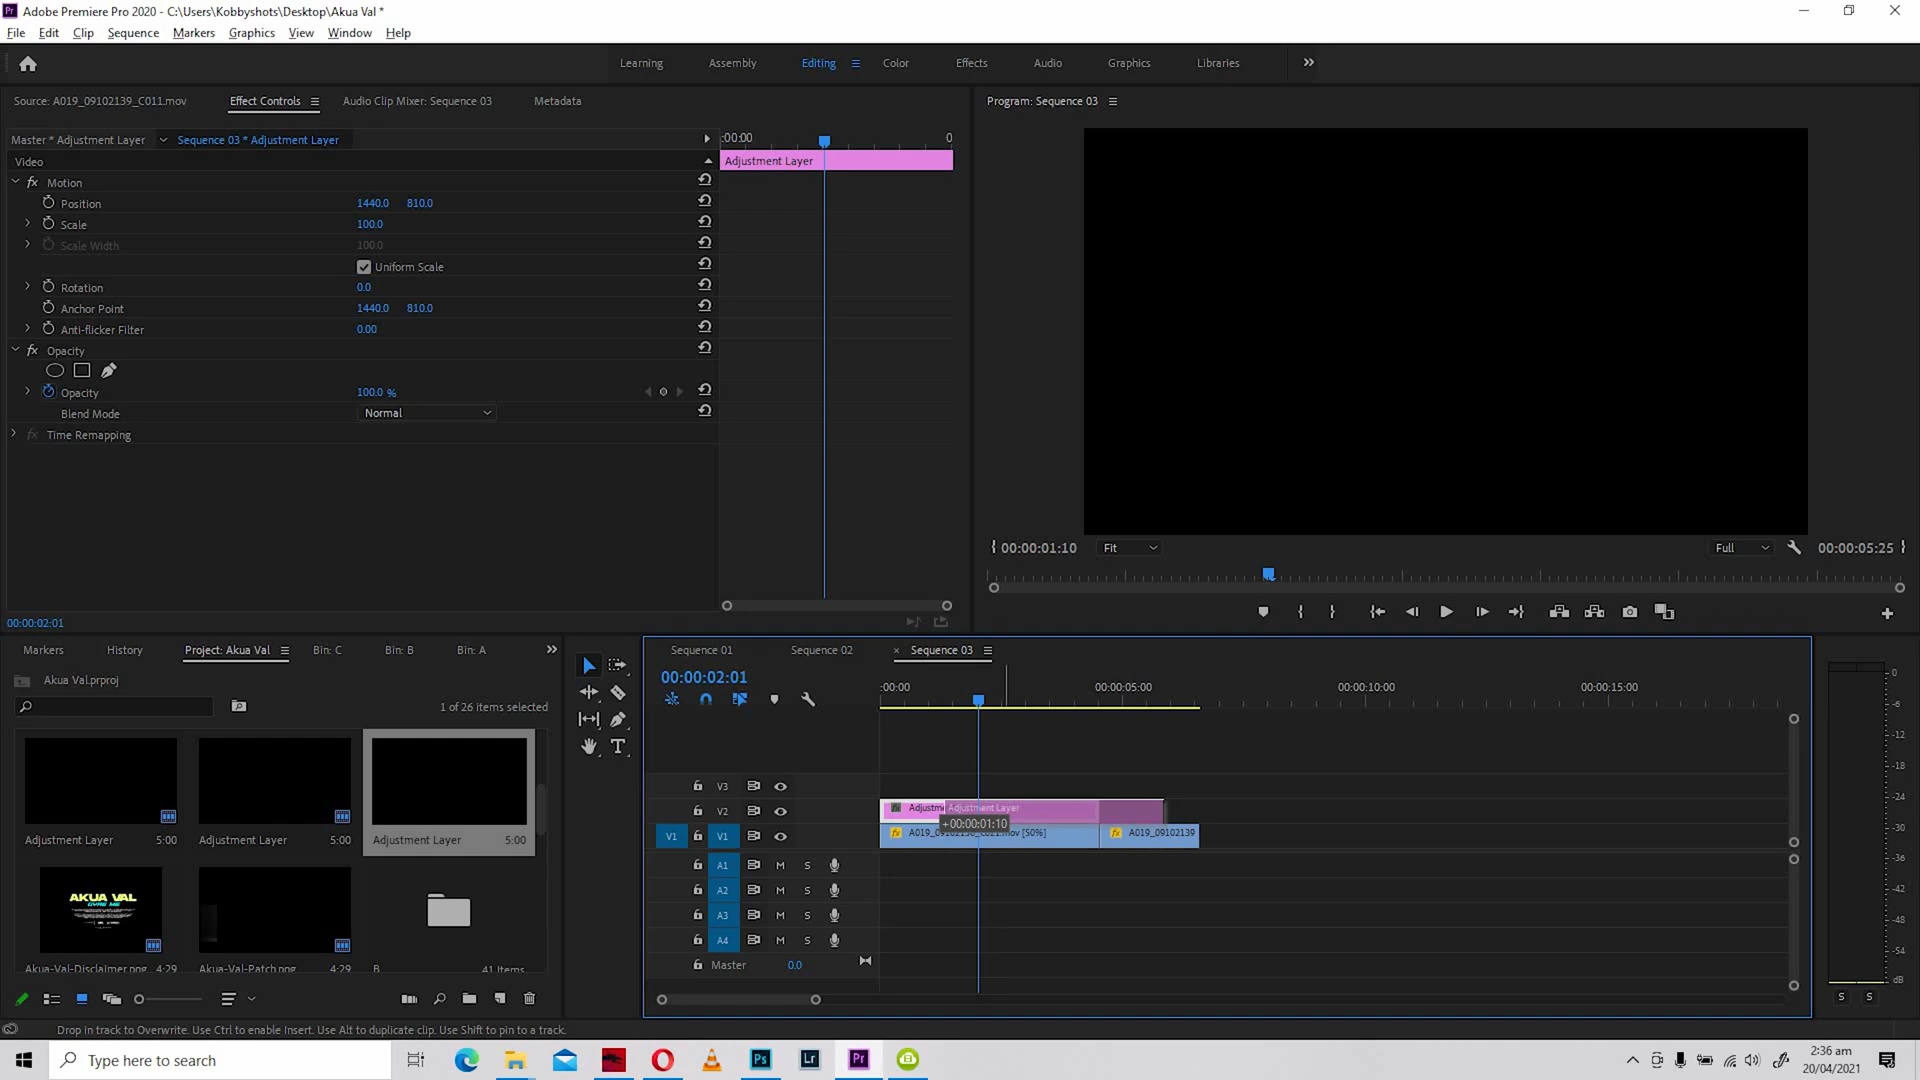 Adobe Premiere Pro 2020 - C:\Users\Kobbyshots\Desktop\Akua Val *
File Edit Clip Sequence Markers Graphics View Window Help
Learning Assembly Editing Color Effects Audio Graphics Libraries
Source: A019_09102139_C011.mov Effect Controls Audio Clip Mixer: Sequence 03 Metadata
Program: Sequence 03
Master * Adjustment Layer Sequence 03 * Adjustment Layer
:00:00 0
Video
Adjustment Layer
Motion
Position 1440.0 810.0
Scale 100.0
Scale Width 100.0
Uniform Scale
Rotation 0.0
Anchor Point 1440.0 810.0
Anti-flicker Filter 0.00
Opacity
Opacity 100.0 %
Blend Mode Normal
Time Remapping
00:00:01:10 Fit Full 00:00:05:25
00:00:02:01
Markers History Project: Akua Val Bin: C Bin: B Bin: A
Akua Val.prproj
1 of 26 items selected
Adjustment Layer 5:00
Adjustment Layer 5:00
Adjustment Layer 5:00
AKUA VAL
Akua-Val-Disclaimer.png 4:29
Akua-Val-Patch.png 4:29
B 41 Items
Sequence 01 Sequence 02 Sequence 03
00:00:02:01
:00:00 00:00:05:00 00:00:10:00 00:00:15:00
V3
V2 Adjustme Adjustment Layer
+00:00:01:10
V1 V1 [50%] A019_09102139
A1 M S
A2 M S
A3 M S
A4 M S
Master 0.0
0
-6
-12
-18
-24
-30
-36
-42
-48
-54
dB
S S
Drop in track to Overwrite. Use Ctrl to enable Insert. Use Alt to duplicate clip. Use Shift to pin to a track.
Type here to search
Ps Lr Pr
2:36 am
20/04/2021